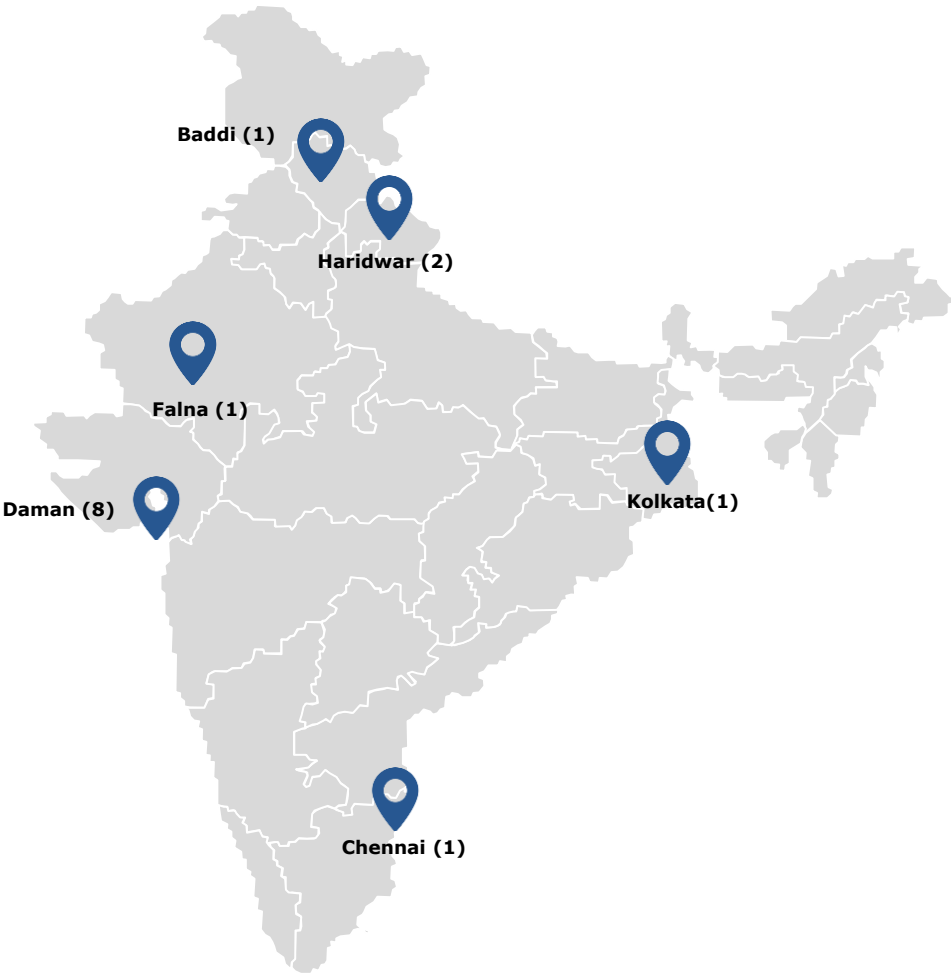 Baddi (1)
Haridwar (2)
Falna (1)
Daman (8)
Kolkata(1)
Chennai (1)